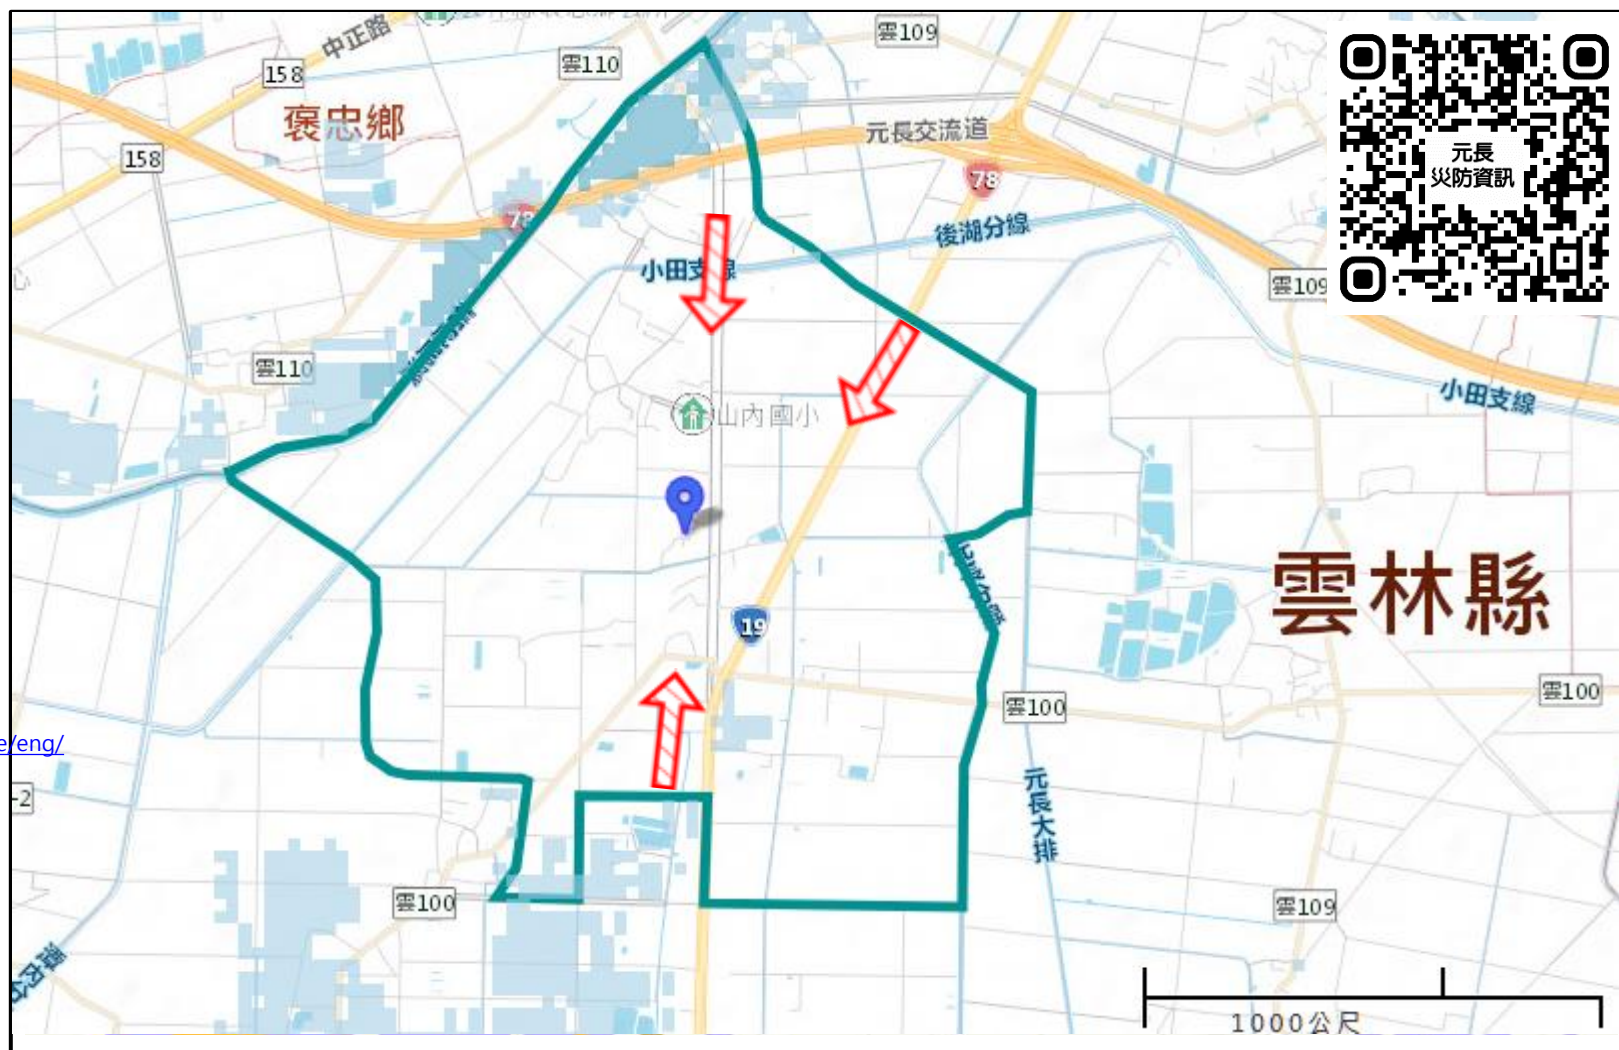 雲109
中正路
雲110
158
褒忠鄉
元長交流道
158
78
78
後湖分線
小田支線
雲109
元長
災防資訊
雲110
小田支線
山內國小
雲林縣
19
雲100
雲100
e/eng/
-2
元長大排
雲100
雲109
1000公尺